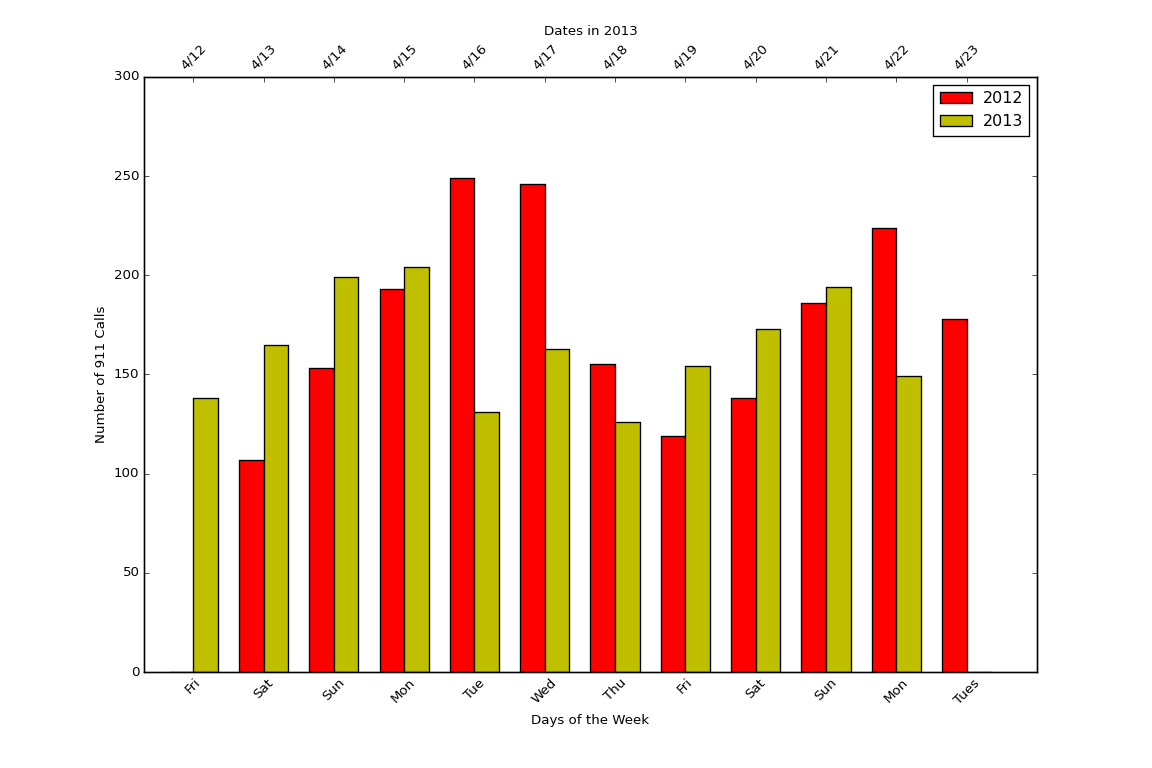 Dates in 2013
4/12 4/13 4/14 4/15 4/16 4/17 4/18 4/19 4/20 4/21 4/22 4/23
2012
2013
300
250
200
150
100
50
0
Number of 911 Calls
Fri Sat Sun Mon Tue Wed Thu Fri Sat Sun Mon Tues
Days of the Week